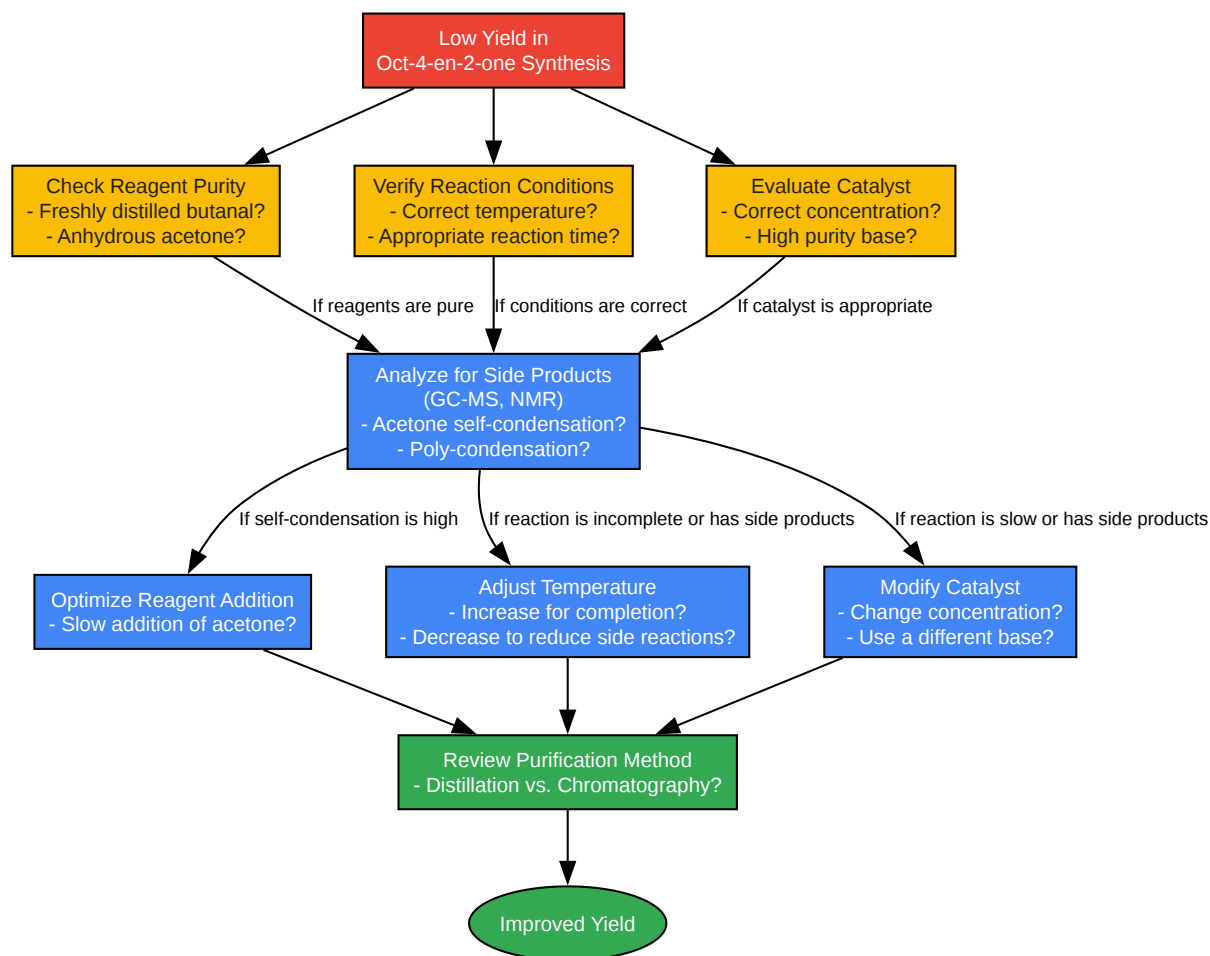 Low Yield in
Oct-4-en-2-one Synthesis
Check Reagent Purity
- Freshly distilled butanal?
- Anhydrous acetone?
Verify Reaction Conditions
- Correct temperature?
- Appropriate reaction time?
Evaluate Catalyst
- Correct concentration?
- High purity base?
If reagents are pure
If conditions are correct
If catalyst is appropriate
Analyze for Side Products
(GC-MS, NMR)
- Acetone self-condensation?
- Poly-condensation?
If self-condensation is high
If reaction is incomplete or has side products
If reaction is slow or has side products
Optimize Reagent Addition
- Slow addition of acetone?
Adjust Temperature
- Increase for completion?
- Decrease to reduce side reactions?
Modify Catalyst
- Change concentration?
- Use a different base?
Review Purification Method
- Distillation vs. Chromatography?
Improved Yield